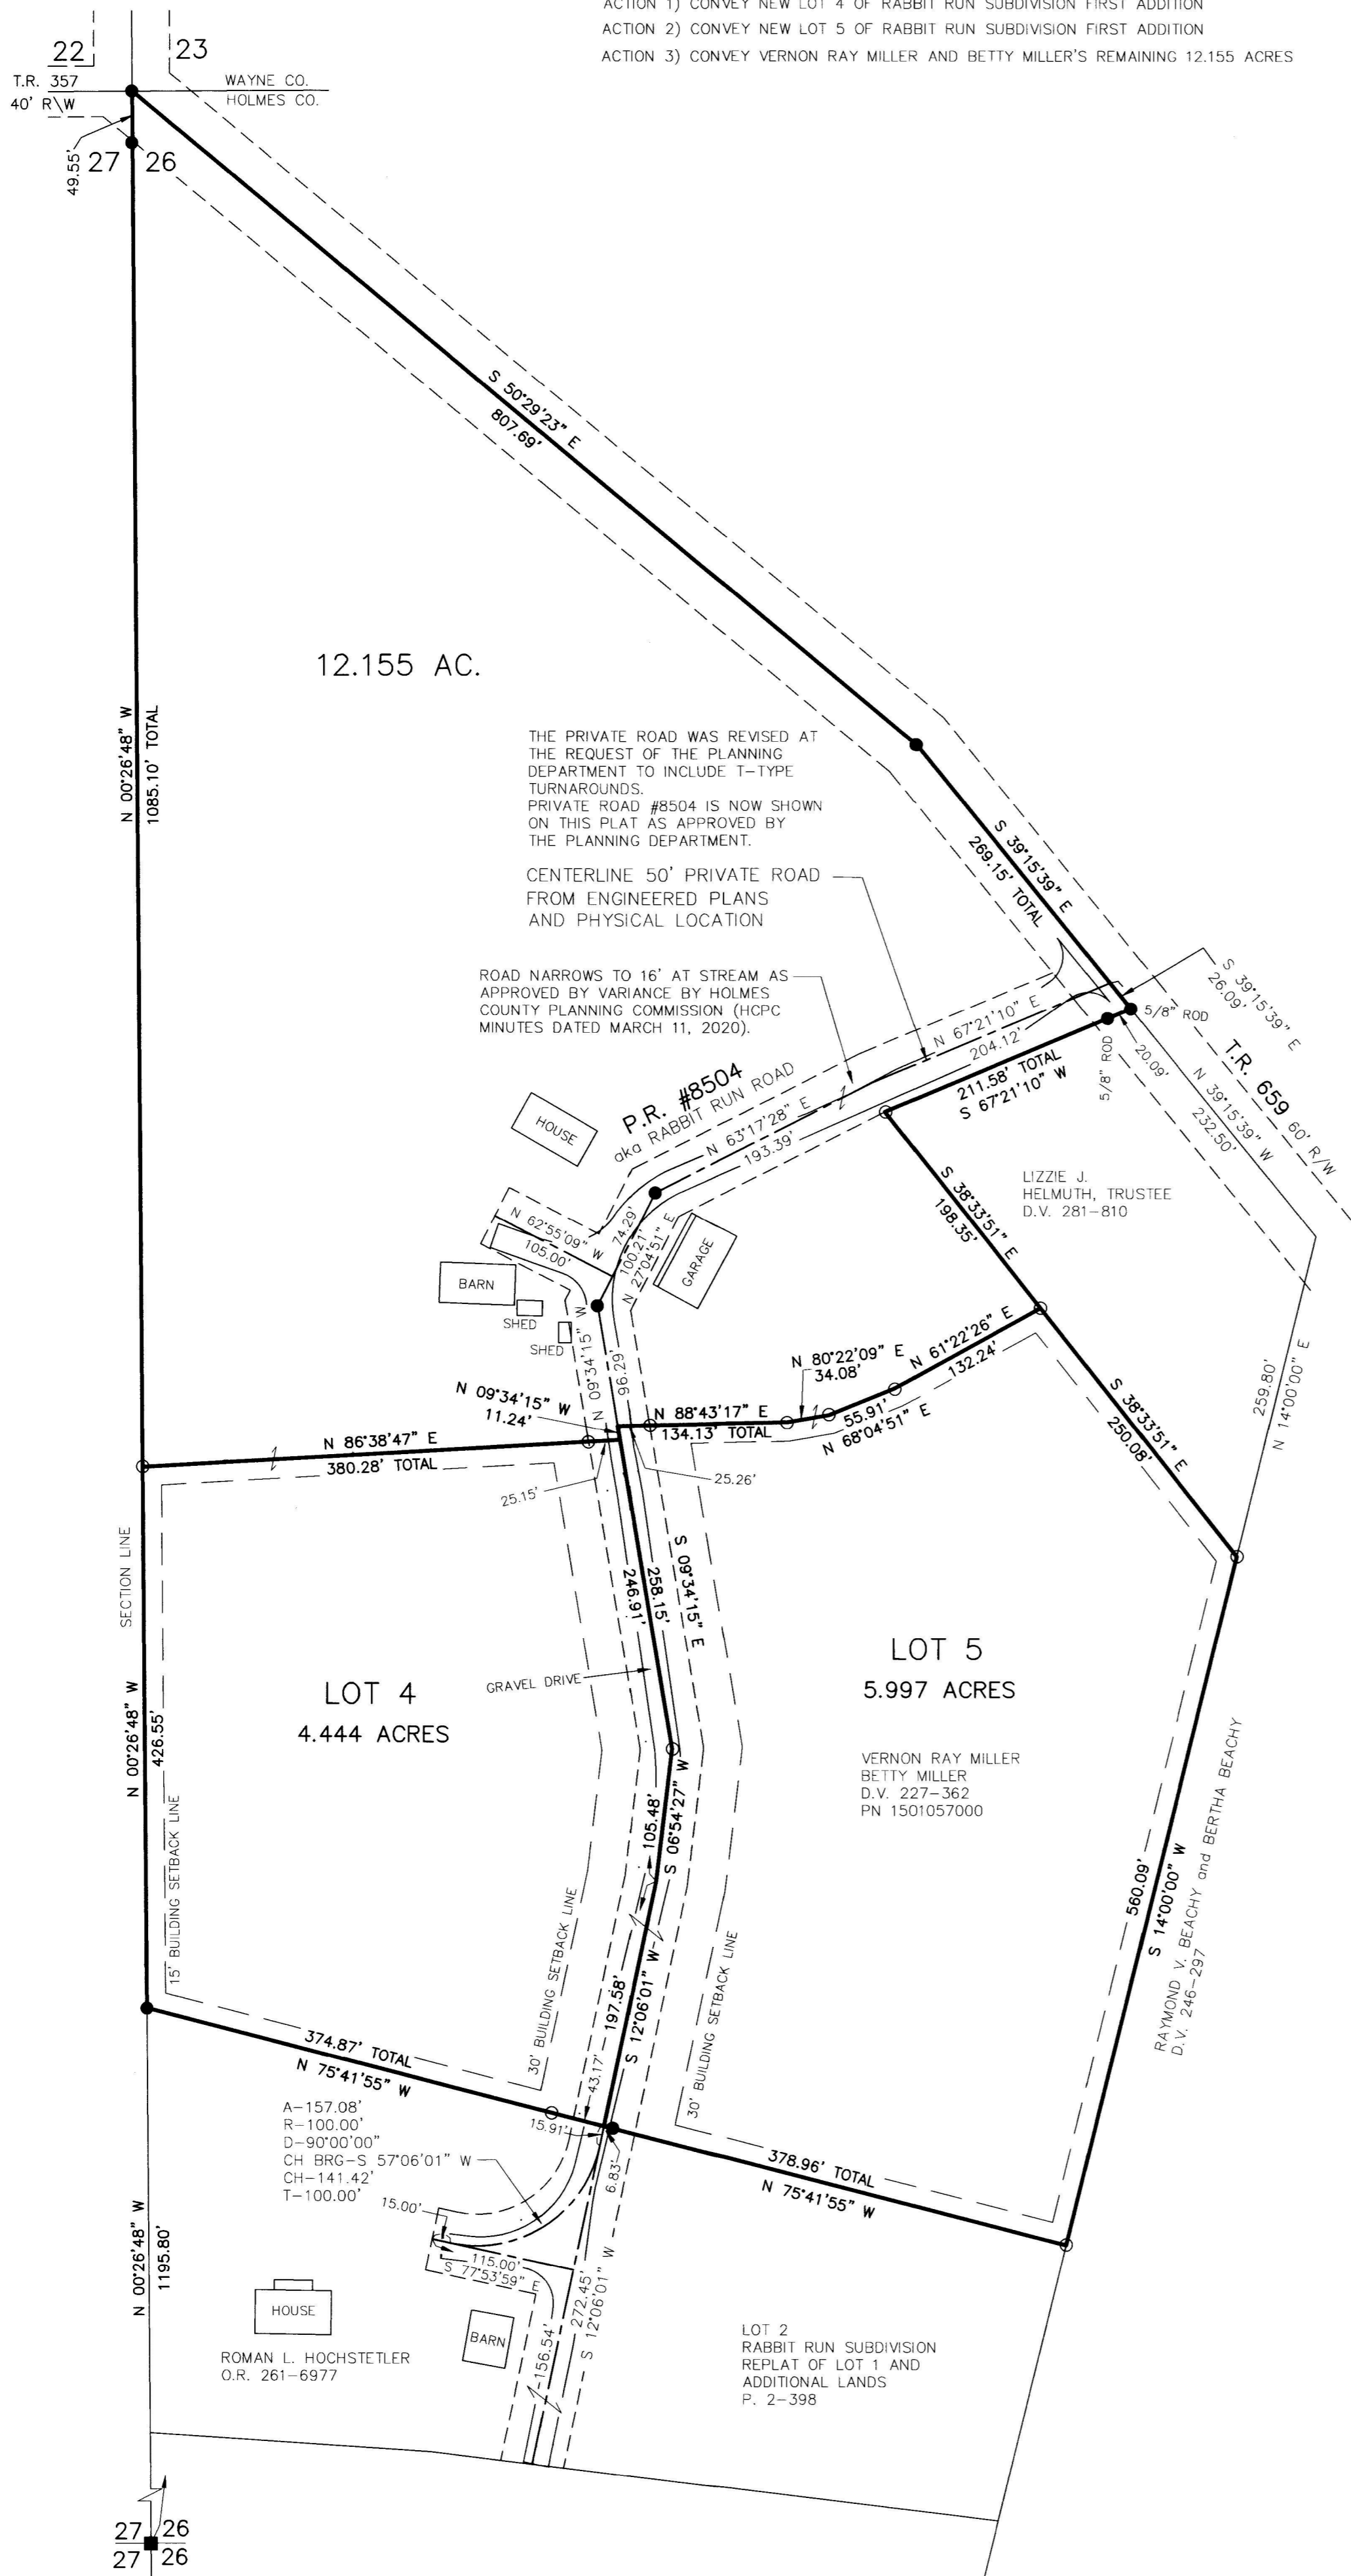 ACTION 1) CONVEY NEW LOT 4 OF RABBIT RUN SUBDIVISION FIRST ADDITION
ACTION 2) CONVEY NEW LOT 5 OF RABBIT RUN SUBDIVISION FIRST ADDITION
ACTION 3) CONVEY VERNON RAY MILLER AND BETTY MILLER'S REMAINING 12.155 ACRES
22
23
T.R. 357
40' R\W
WAYNE CO.
HOLMES CO.
49.55'
27
26
S 50°29'23" E
807.69'
12.155 AC.
N 00°26'48" W
1085.10' TOTAL
THE PRIVATE ROAD WAS REVISED AT
THE REQUEST OF THE PLANNING
DEPARTMENT TO INCLUDE T-TYPE
TURNAROUNDS.
PRIVATE ROAD #8504 IS NOW SHOWN
ON THIS PLAT AS APPROVED BY
THE PLANNING DEPARTMENT.
CENTERLINE 50' PRIVATE ROAD
FROM ENGINEERED PLANS
AND PHYSICAL LOCATION
S 39°15'39" E
269.15' TOTAL
ROAD NARROWS TO 16' AT STREAM AS
APPROVED BY VARIANCE BY HOLMES
COUNTY PLANNING COMMISSION (HCPC
MINUTES DATED MARCH 11, 2020).
S 39°15'39" E
26.09'
5/8" ROD
N 67°21'10" E
204.12'
211.58' TOTAL
S 67°21'10" W
5/8" ROD
20.09'
T.R. 659 60' R/W
N 39°15'39" W
232.50'
P.R. #8504
aka RABBIT RUN ROAD
N 63°17'28" E
193.39'
HOUSE
LIZZIE J.
HELMUTH, TRUSTEE
D.V. 281-810
S 38°33'51" E
198.35'
N 62°55'09" W
105.00'
74.29'
100.21'
N 27°04'51" E
GARAGE
BARN
SHED
SHED
N 09°34'15" W
96.29'
N 80°22'09" E
34.08'
N 61°22'26" E
132.24'
N 09°34'15" W
11.24'
N 88°43'17" E
134.13' TOTAL
55.91'
N 68°04'51" E
S 38°33'51" E
250.08'
259.80'
N 14°00'00" E
N 86°38'47" E
380.28' TOTAL
25.15'
25.26'
SECTION LINE
246.91'
258.15'
S 09°34'15" E
LOT 5
5.997 ACRES
LOT 4
4.444 ACRES
GRAVEL DRIVE
N 00°26'48" W
426.55'
15' BUILDING SETBACK LINE
VERNON RAY MILLER
BETTY MILLER
D.V. 227-362
PN 1501057000
105.48'
S 06°54'27" W
560.09'
S 14°00'00" W
RAYMOND V. BEACHY and BERTHA BEACHY
D.V. 246-297
30' BUILDING SETBACK LINE
197.58'
S 12°06'01" W
30' BUILDING SETBACK LINE
374.87' TOTAL
N 75°41'55" W
43.17'
15.91'
6.83'
378.96' TOTAL
N 75°41'55" W
A-157.08'
R-100.00'
D-90°00'00"
CH BRG-S 57°06'01" W
CH-141.42'
T-100.00'
15.00'
115.00'
S 77°53'59" E
N 00°26'48" W
1195.80'
HOUSE
BARN
ROMAN L. HOCHSTETLER
O.R. 261-6977
156.54'
272.45'
S 12°06'01" W
LOT 2
RABBIT RUN SUBDIVISION
REPLAT OF LOT 1 AND
ADDITIONAL LANDS
P. 2-398
27
26
27
26